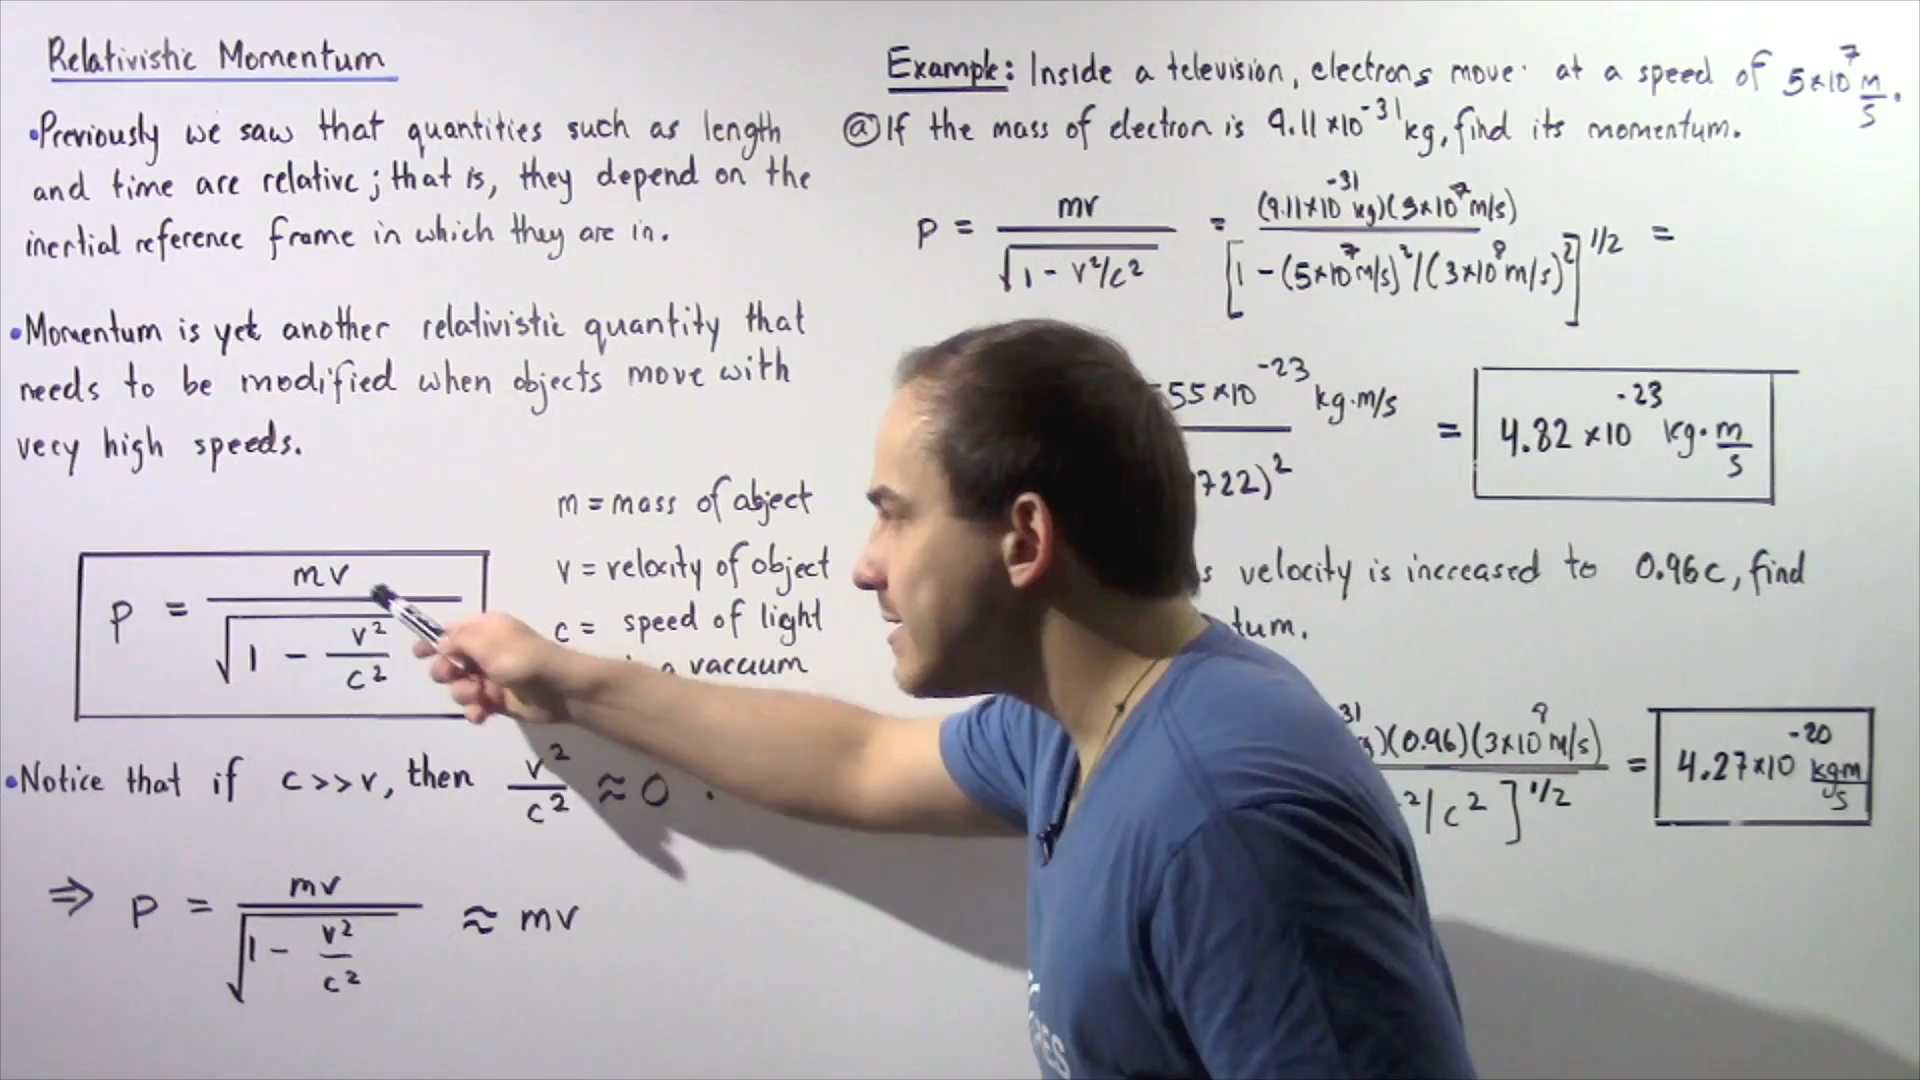 Relativistic Momentum
•Previously we saw that quantities such as length
and time are relative; that is, they depend on the
inertial reference frame in which they are in.
•Momentum is yet another relativistic quantity that
needs to be modified when objects move with
very high speeds.
m = mass of object
v = velocity of object
c = speed of light
vacuum
p = mv / √(1 - v²/c²)
•Notice that if c>>v, then v²/c² ≈ 0.
⇒ p = mv / √(1 - v²/c²) ≈ mv
Example: Inside a television, electrons move at a speed of 5×10⁷ m/s.
ⓐ If the mass of electron is 9.11×10⁻³¹ kg, find its momentum.
p = mv / √(1 - v²/c²) = (9.11×10⁻³¹ kg)(5×10⁷ m/s) / [1 - (5×10⁷ m/s)²/(3×10⁸ m/s)²]^1/2 =
55×10⁻²³ kg·m/s / 722)² = 4.82×10⁻²³ kg·m/s
s velocity is increased to 0.96c, find
tum.
)(0.96)(3×10⁸ m/s) / ²/c²]^1/2 = 4.27×10⁻²⁰ kgm/s